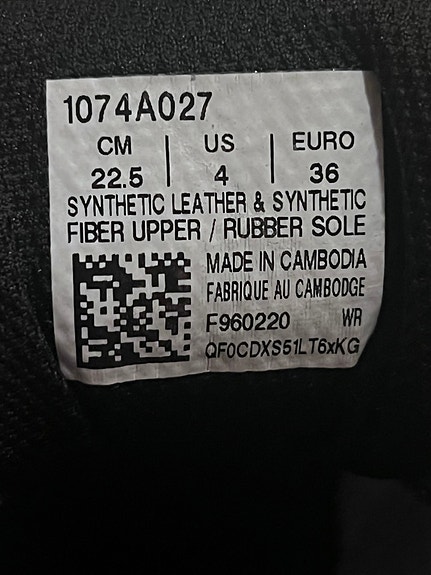 1074A027
CM | US | EURO
22.5 | 4 | 36
SYNTHETIC LEATHER & SYNTHETIC
FIBER UPPER / RUBBER SOLE
MADE IN CAMBODIA
FABRIQUE AU CAMBODGE
F960220 WR
QF0CDXS51LT6xKG